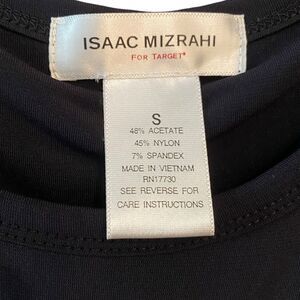 ISAAC MIZRAHI
FOR TARGET*
S
48% ACETATE
45% NYLON
7% SPANDEX
MADE IN VIETNAM
RN17730
SEE REVERSE FOR
CARE INSTRUCTIONS